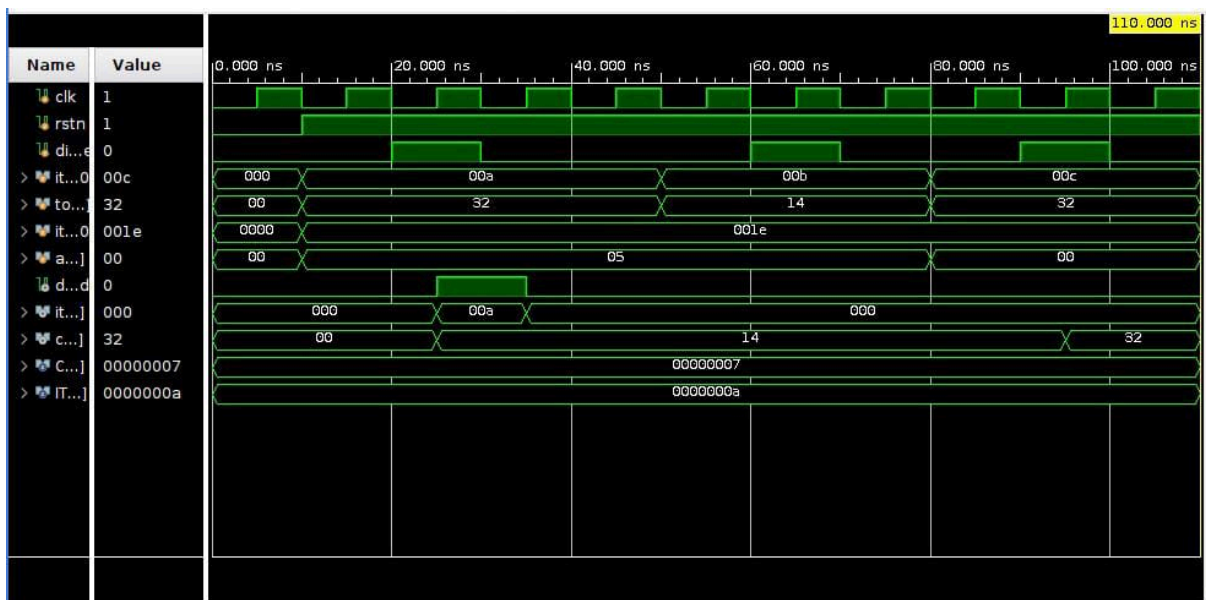 110.000 ns
Name Value 0.000 ns 20.000 ns 40.000 ns 60.000 ns 80.000 ns 100.000 ns
clk 1
rstn 1
di...e 0
it...0 00c 000 00a 00b 00c
to...] 32 00 32 14 32
it...0 001e 0000 001e
a...] 00 00 05 00
d...d 0
it...] 000 000 00a 000
c...] 32 00 14 32
C...] 00000007 00000007
IT...] 0000000a 0000000a